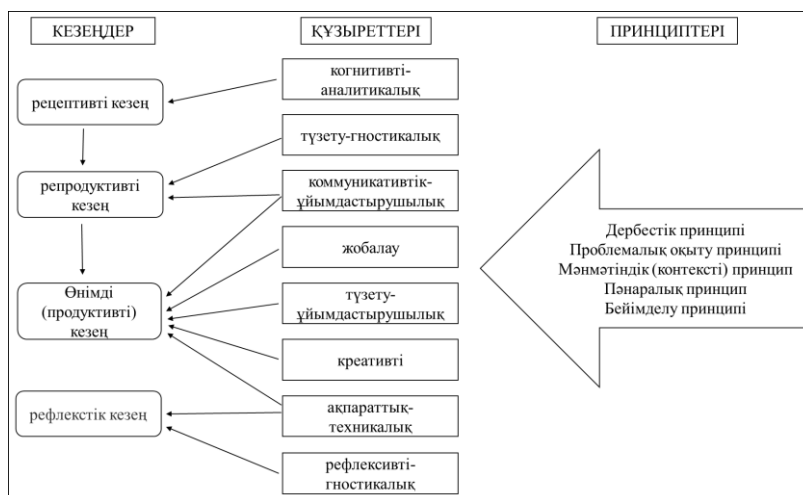 КЕЗЕҢДЕР
ҚҰЗЫРЕТТЕРІ
ПРИНЦИПТЕРІ
рецептивті кезең
репродуктивті
кезең
Өнімді
(продуктивті)
кезең
рефлекстік кезең
когнитивті-
аналитикалық
түзету-гностикалық
коммуникативтік-
ұйымдастырушылық
жобалау
түзету-
ұйымдастырушылық
креативті
ақпараттық-
техникалық
рефлексивті-
гностикалық
Дербестік принципі
Проблемалық оқыту принципі
Мәнмәтіндік (контексті) принцип
Пәнаралық принцип
Бейімделу принципі